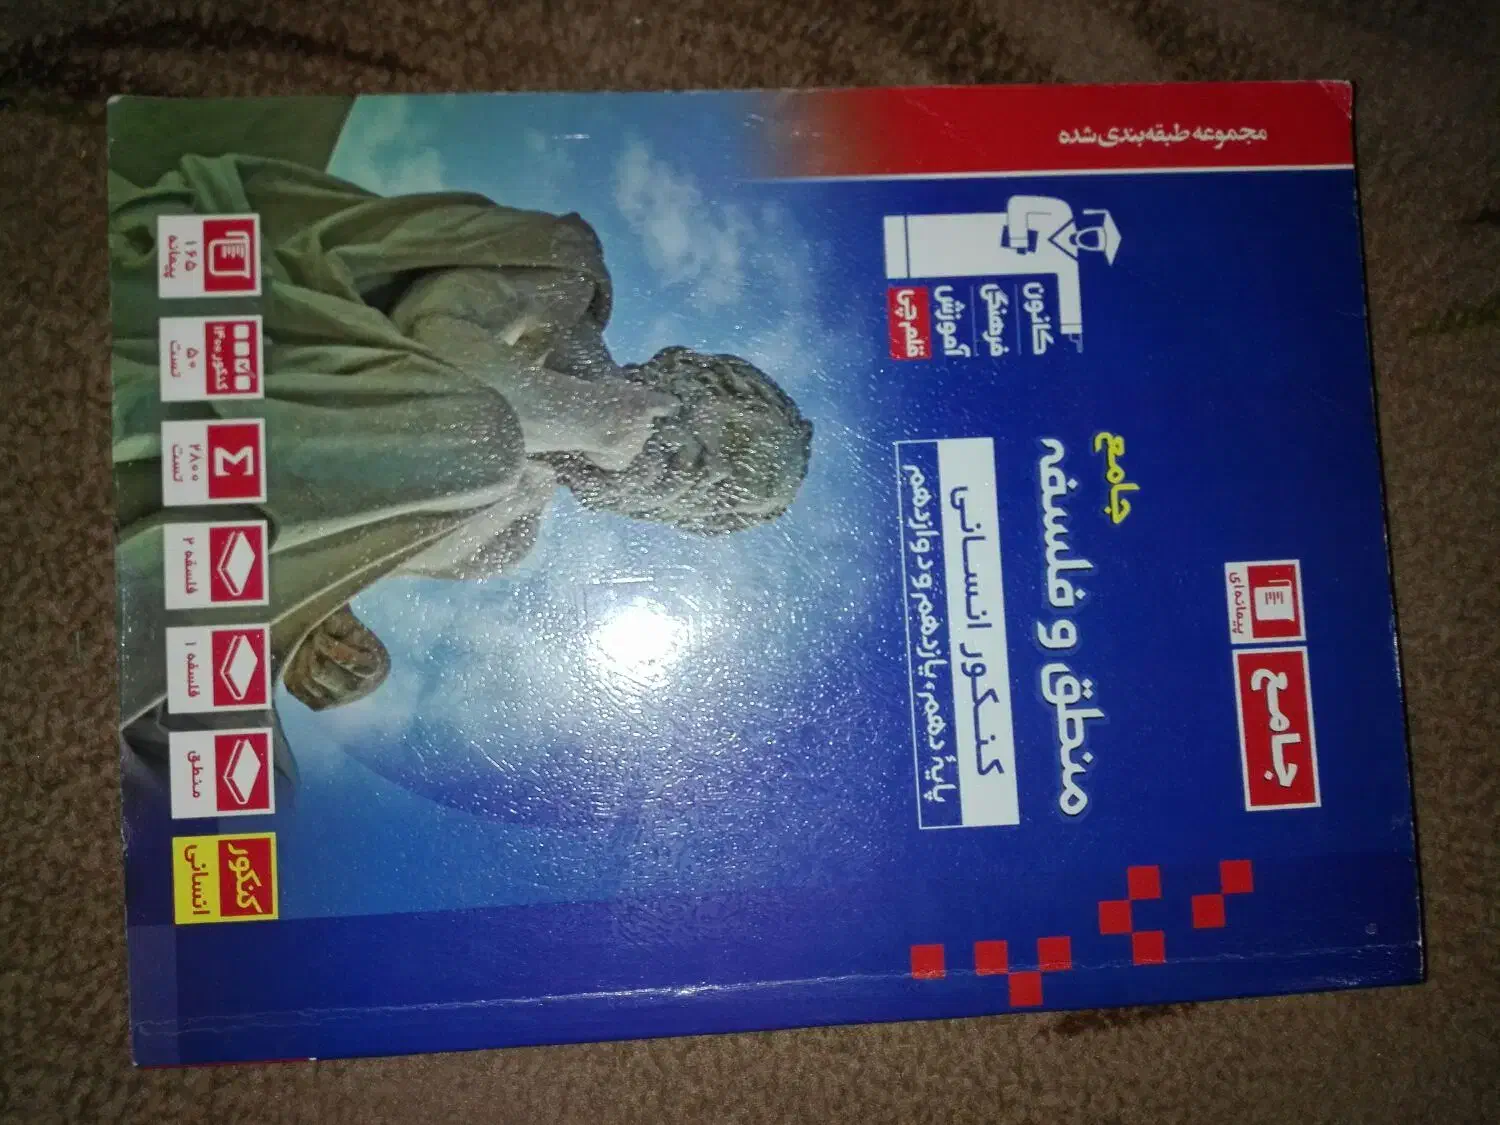 مجموعه طبقه‌بندی شده
کانون
فرهنگی
آموزش
قلم‌چی
پیمانه‌ای
جامع
جامع
منطق و فلسفه
کنکور انسانی
پایهٔ دهم، یازدهم و دوازدهم
۱۶۵
پیمانه
کنکور ۱۴۰۰
۵۰
تست
۲۸۰۰
تست
فلسفه ۲
فلسفه ۱
منطق
کنکور
انسانی